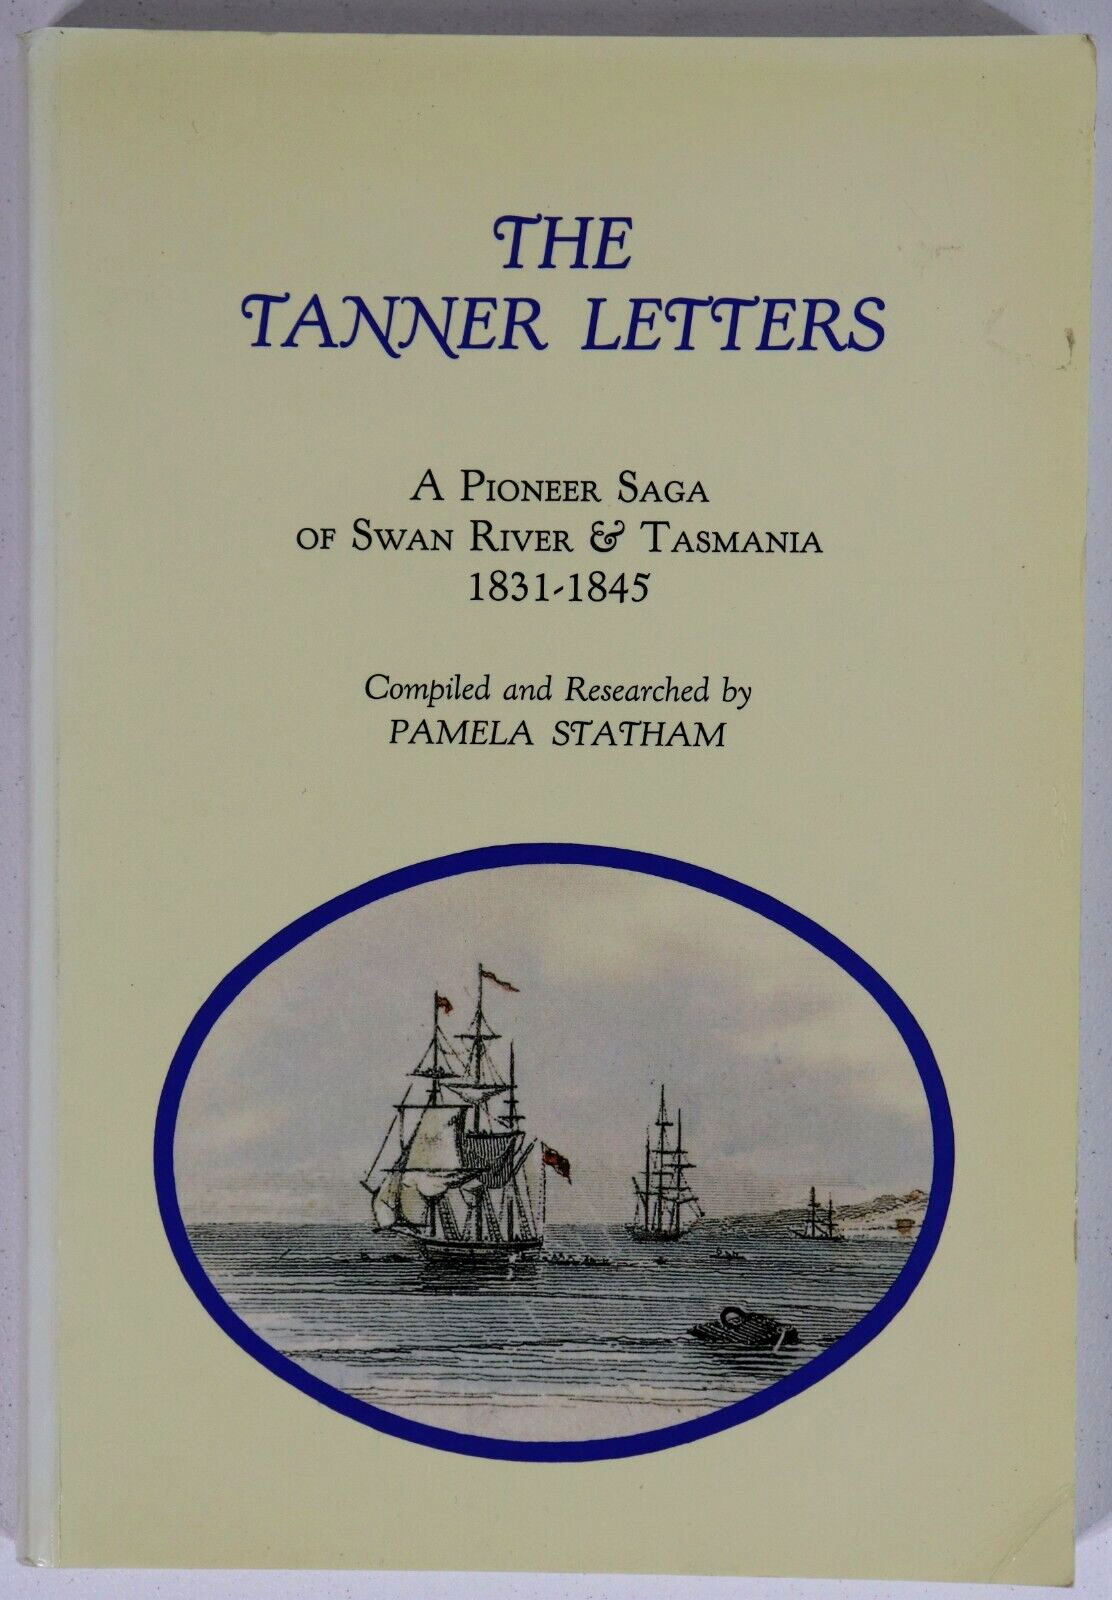 THE
TANNER LETTERS
A PIONEER SAGA
OF SWAN RIVER & TASMANIA
1831-1845
Compiled and Researched by
PAMELA STATHAM